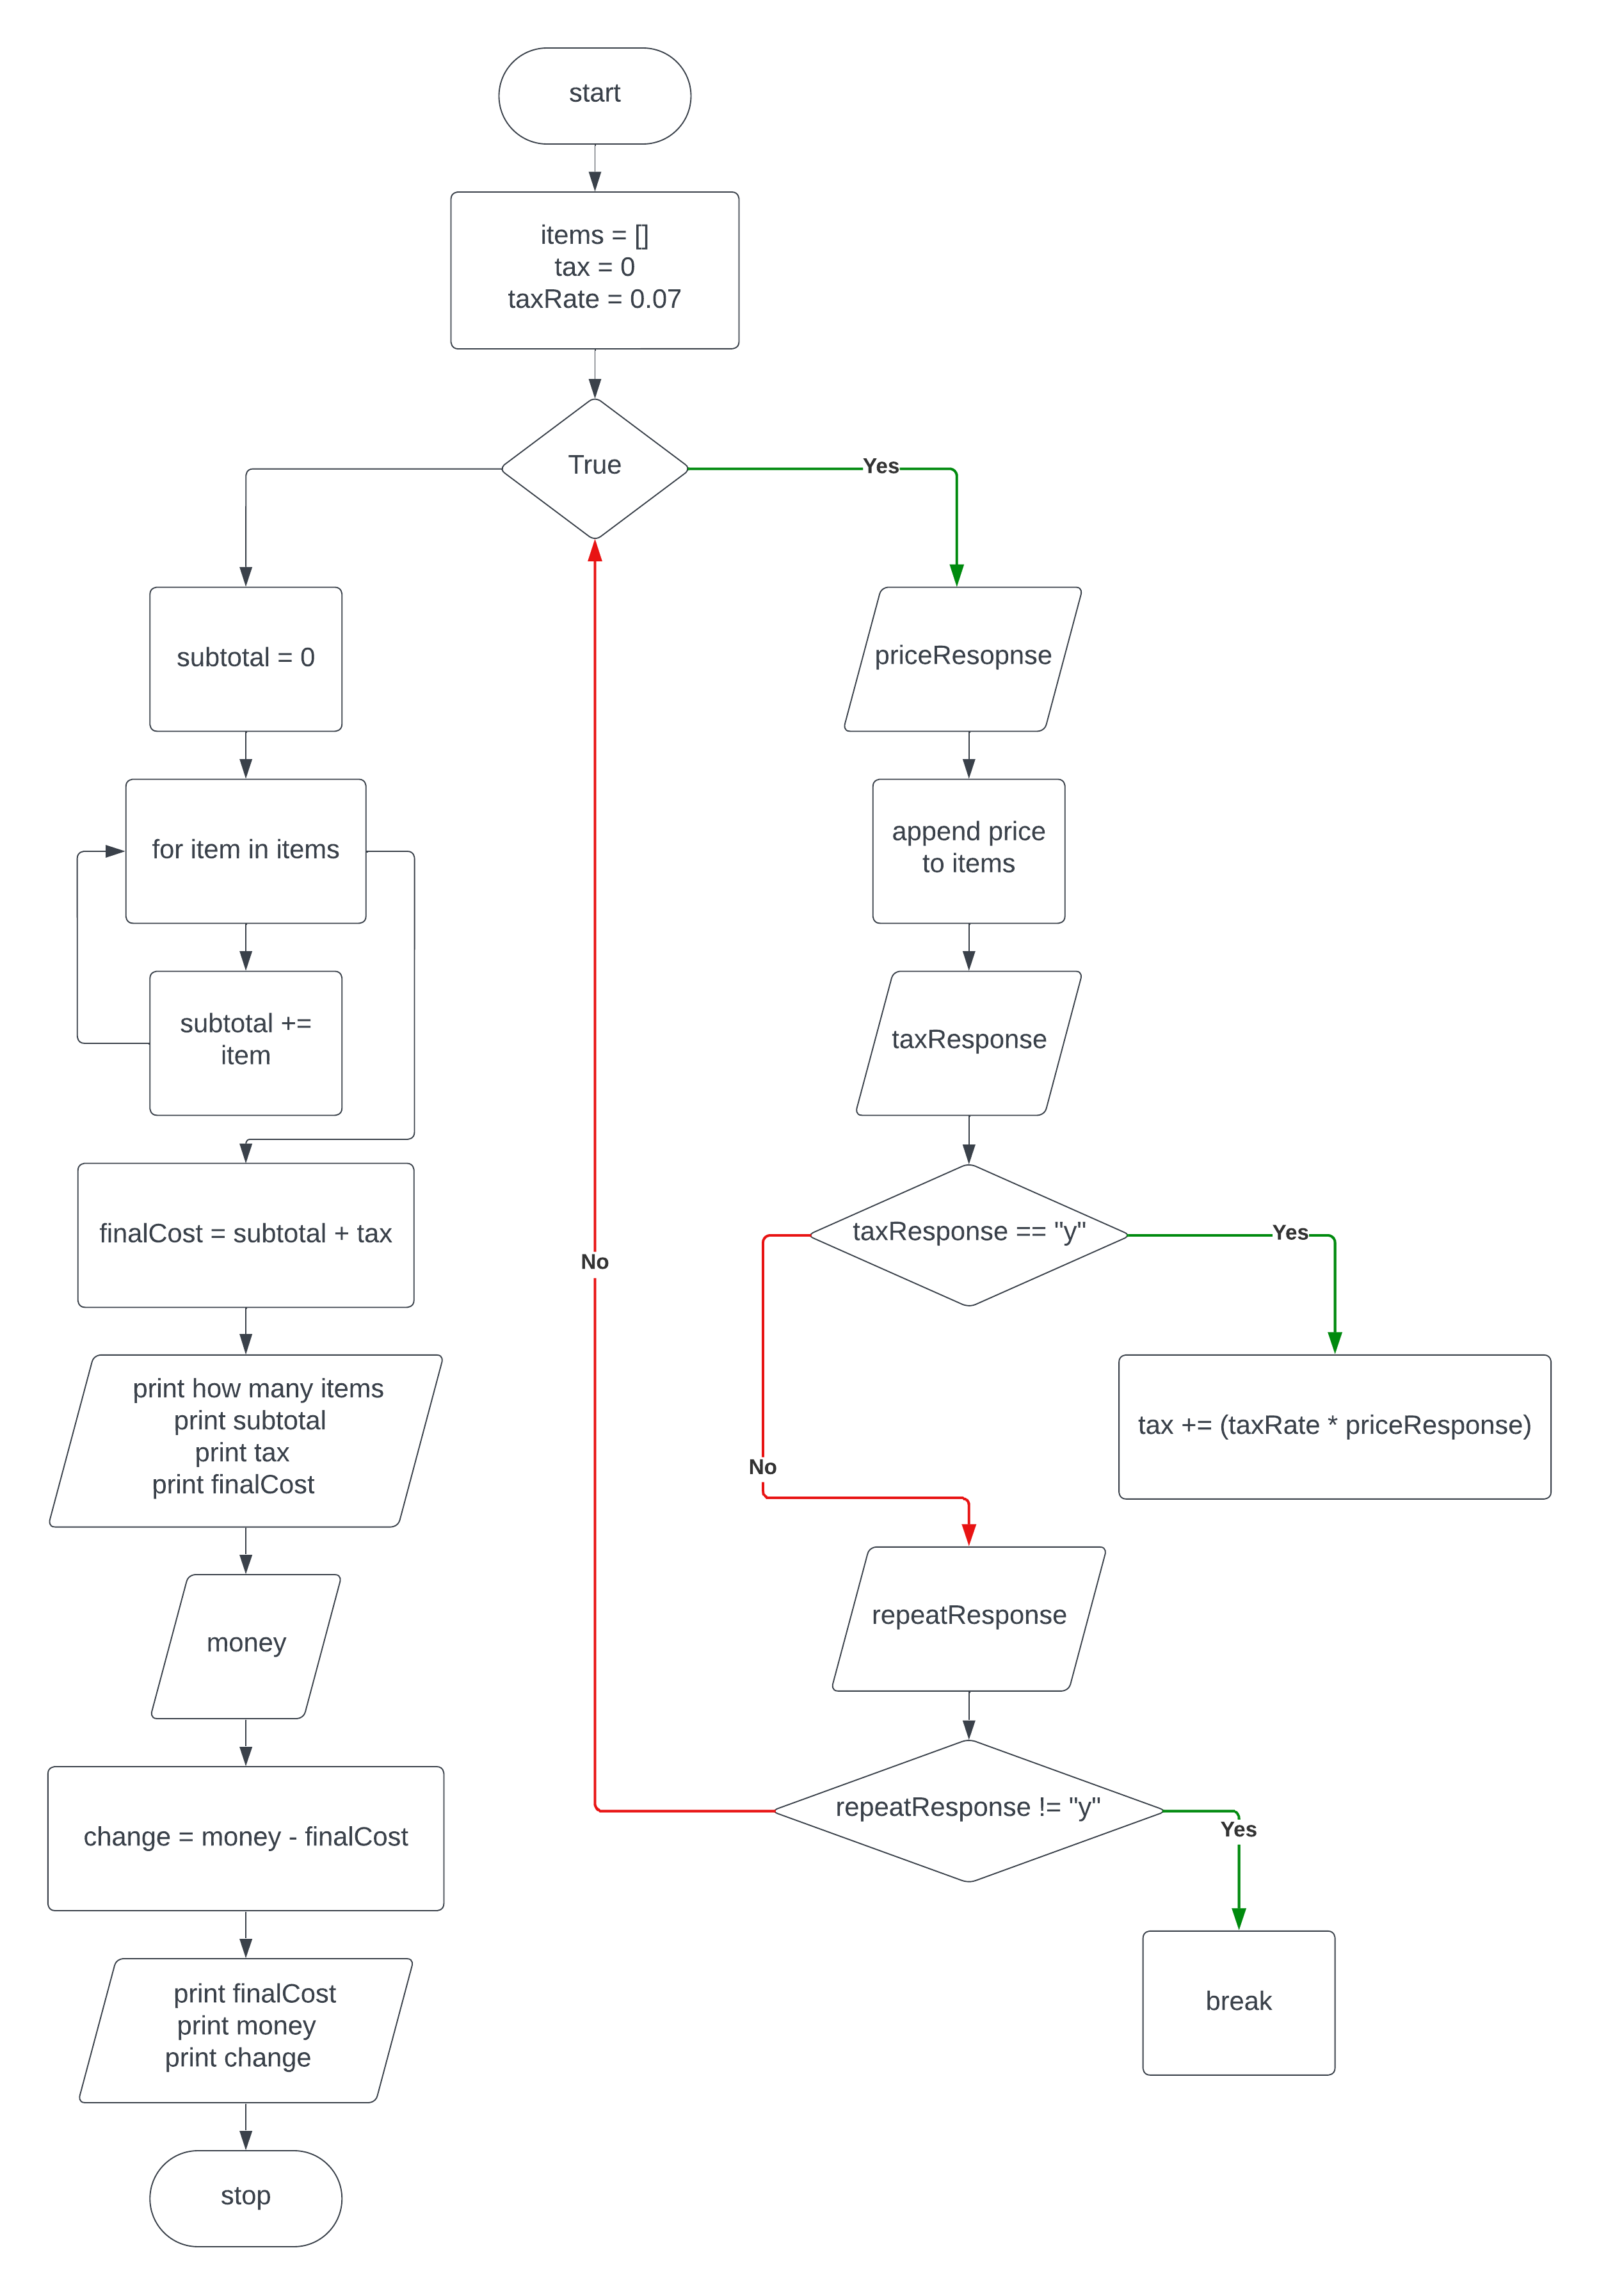 start
items = []
tax = 0
taxRate = 0.07
True
Yes
subtotal = 0
for item in items
subtotal +=
item
finalCost = subtotal + tax
print how many items
print subtotal
print tax
print finalCost
money
change = money - finalCost
print finalCost
print money
print change
stop
No
priceResopnse
append price
to items
taxResponse
taxResponse == "y"
Yes
tax += (taxRate * priceResponse)
No
repeatResponse
repeatResponse != "y"
Yes
break